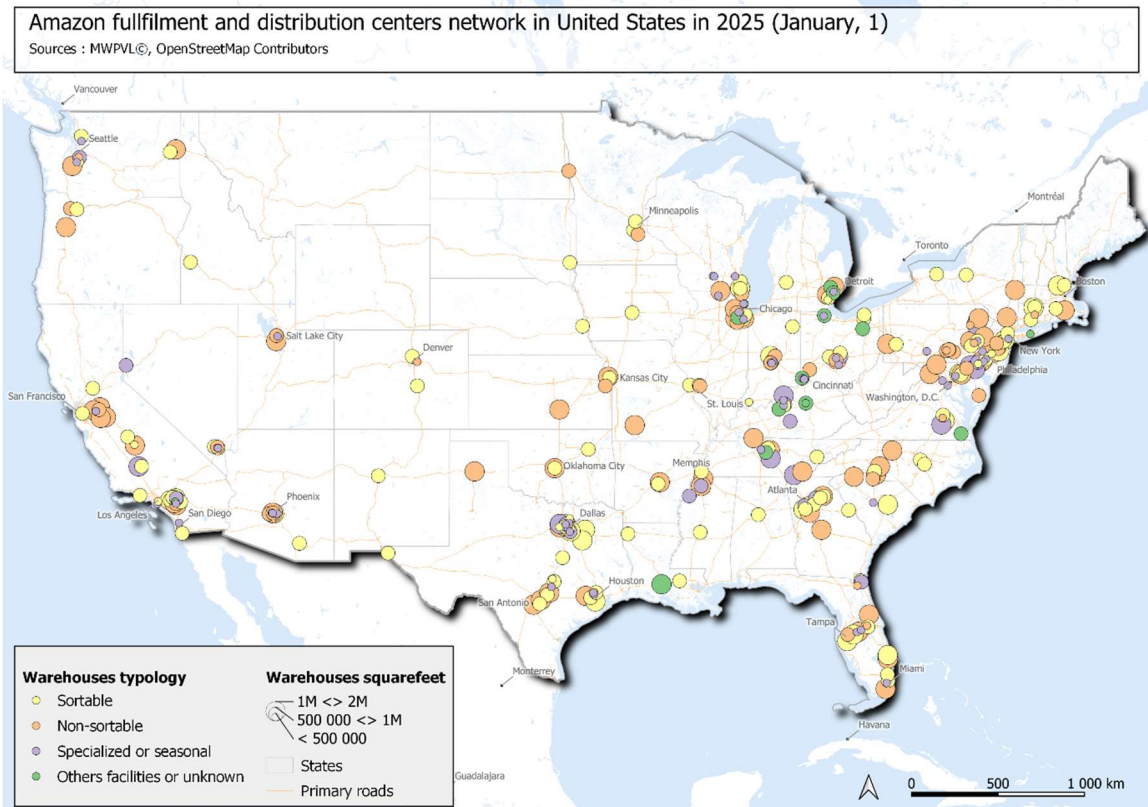 Amazon fullfilment and distribution centers network in United States in 2025 (January, 1)
Sources : MWPVL©, OpenStreetMap Contributors
Vancouver
Seattle
Minneapolis
Montréal
Toronto
Detroit
Boston
Chicago
Salt Lake City
Denver
New York
Philadelphia
Kansas City
Cincinnati
San Francisco
St. Louis
Washington, D.C.
Oklahoma City
Memphis
Atlanta
Phoenix
Los Angeles
San Diego
Dallas
Houston
San Antonio
Tampa
Miami
Monterrey
Havana
Guadalajara
Warehouses typology
Sortable
Non-sortable
Specialized or seasonal
Others facilities or unknown
Warehouses squarefeet
1M <> 2M
500 000 <> 1M
< 500 000
States
Primary roads
0 500 1 000 km